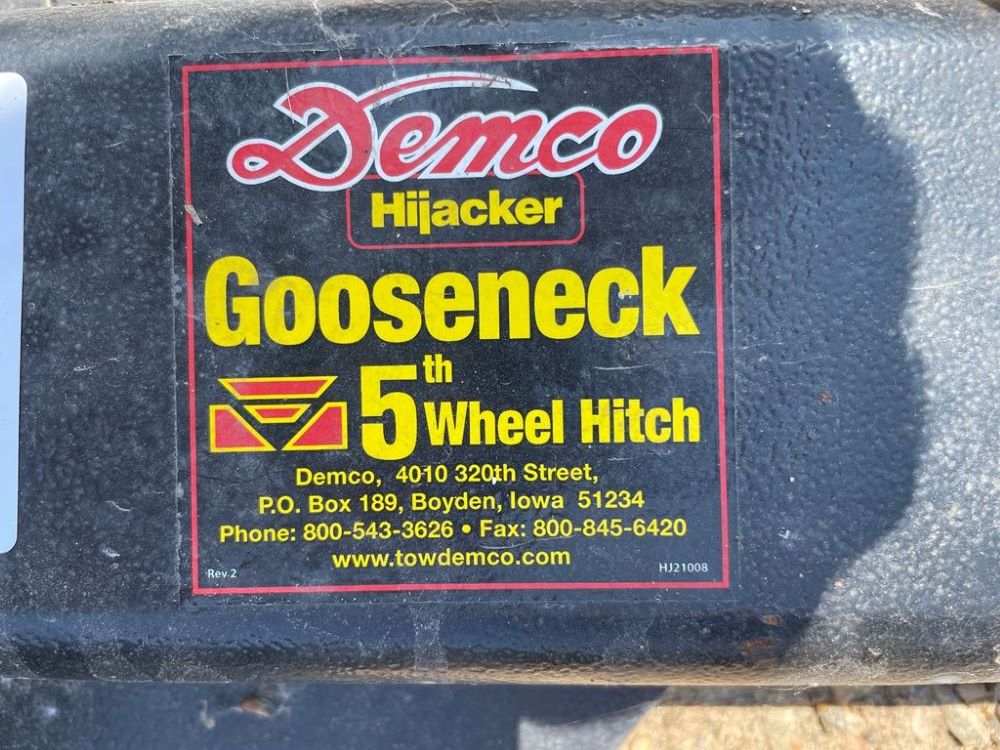 Demco
Hijacker
Gooseneck
5th Wheel Hitch
Demco, 4010 320th Street,
P.O. Box 189, Boyden, Iowa 51234
Phone: 800-543-3626 • Fax: 800-845-6420
www.towdemco.com
Rev 2 HJ21008